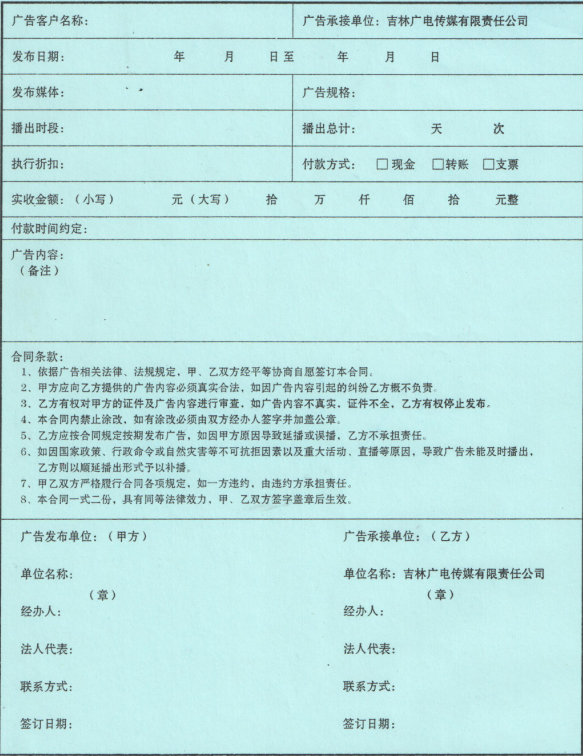 广告客户名称： 广告承接单位：吉林广电传媒有限责任公司
发布日期： 年 月 日至 年 月 日
发布媒体： 广告规格：
播出时段： 播出总计： 天 次
执行折扣： 付款方式： □现金 □转账 □支票
实收金额：（小写） 元（大写） 拾 万 仟 佰 拾 元整
付款时间约定：
广告内容：
（备注）
合同条款：
1、依据广告相关法律、法规规定，甲、乙双方经平等协商自愿签订本合同。
2、甲方应向乙方提供的广告内容必须真实合法，如因广告内容引起的纠纷乙方概不负责。
3、乙方有权对甲方的证件及广告内容进行审查，如广告内容不真实，证件不全，乙方有权停止发布。
4、本合同内禁止涂改，如有涂改必须由双方经办人签字并加盖公章。
5、乙方应按合同规定按期发布广告，如因甲方原因导致延播或误播，乙方不承担责任。
6、如因国家政策、行政命令或自然灾害等不可抗拒因素以及重大活动、直播等原因，导致广告未能及时播出，
乙方则以顺延播出形式予以补播。
7、甲乙双方严格履行合同各项规定，如一方违约，由违约方承担责任。
8、本合同一式二份，具有同等法律效力，甲、乙双方签字盖章后生效。
广告发布单位：（甲方） 广告承接单位：（乙方）
单位名称： 单位名称：吉林广电传媒有限责任公司
（章） （章）
经办人： 经办人：
法人代表： 法人代表：
联系方式： 联系方式：
签订日期： 签订日期：